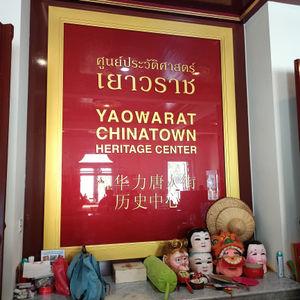 ศูนย์ประวัติศาสตร์
เยาวราช
YAOWARAT
CHINATOWN
HERITAGE CENTER
华力唐人街
历史中心